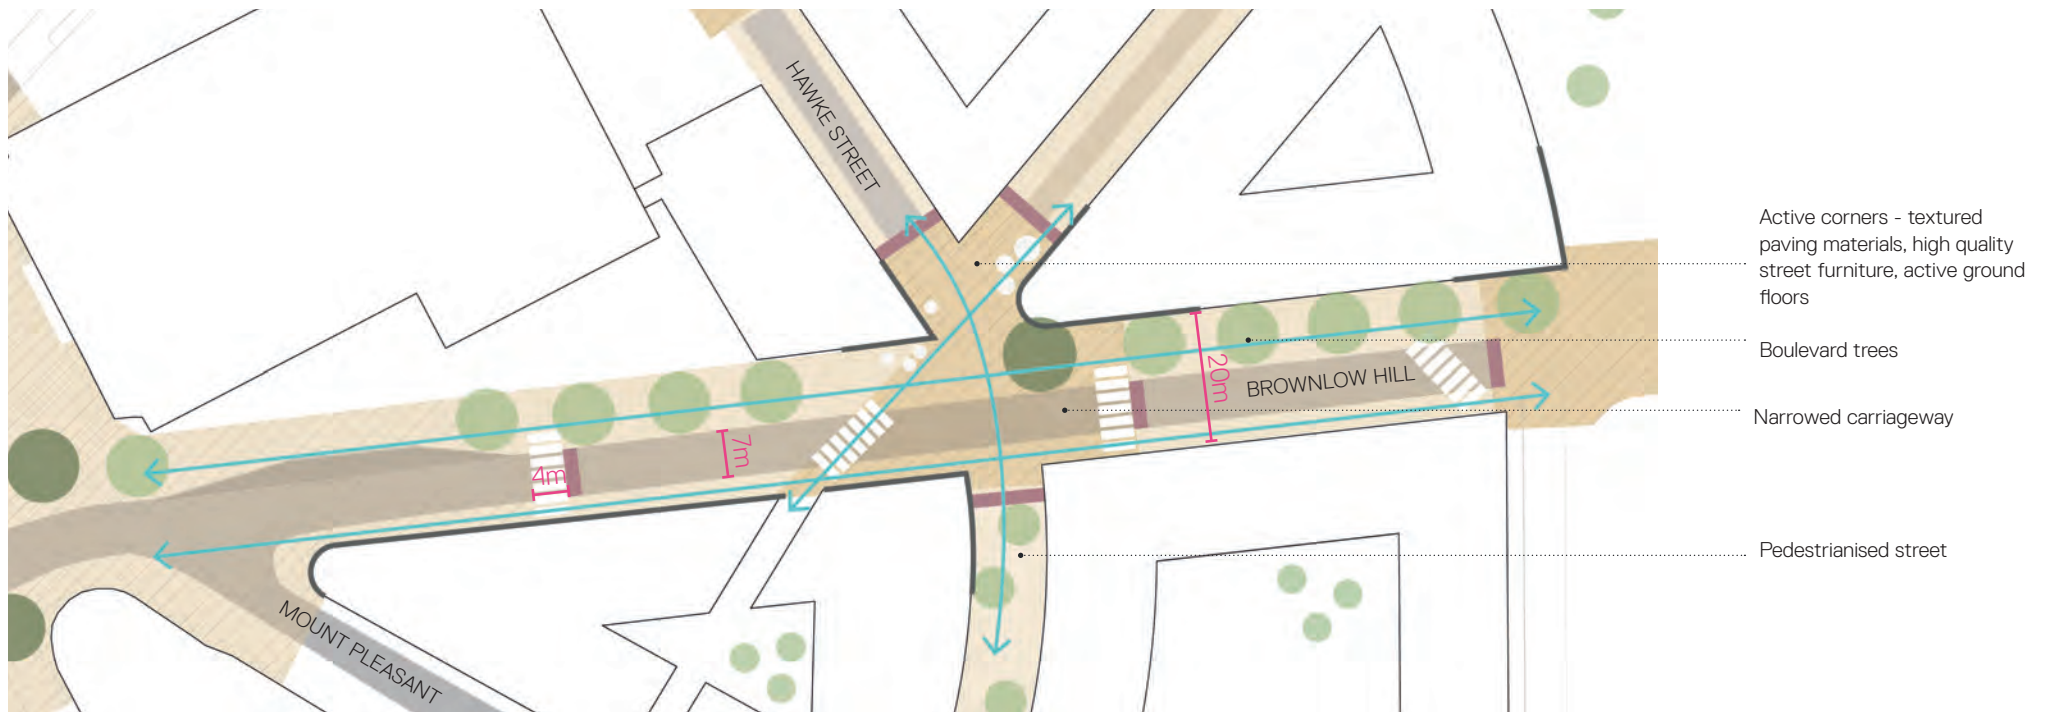 HAWKE STREET
Active corners - textured
paving materials, high quality
street furniture, active ground
floors
Boulevard trees
20m
BROWNLOW HILL
Narrowed carriageway
7m
4m
Pedestrianised street
MOUNT PLEASANT